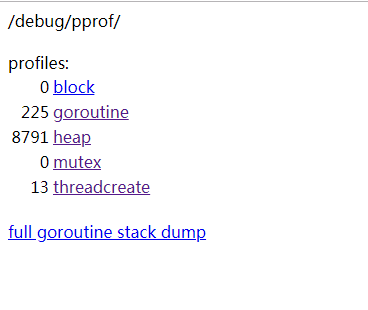 /debug/pprof/
profiles:
0 block
225 goroutine
8791 heap
0 mutex
13 threadcreate
full goroutine stack dump